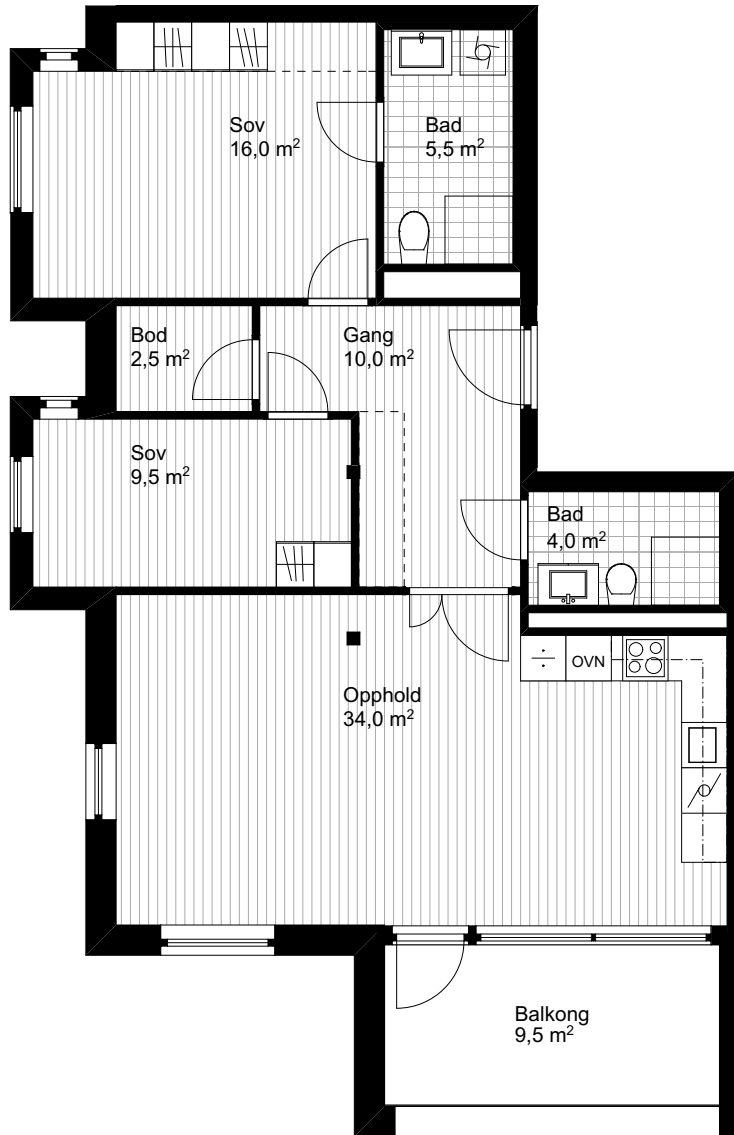 Sov
16,0 m²
Bad
5,5 m²
Bod
2,5 m²
Gang
10,0 m²
Sov
9,5 m²
Bad
4,0 m²
OVN
Opphold
34,0 m²
Balkong
9,5 m²